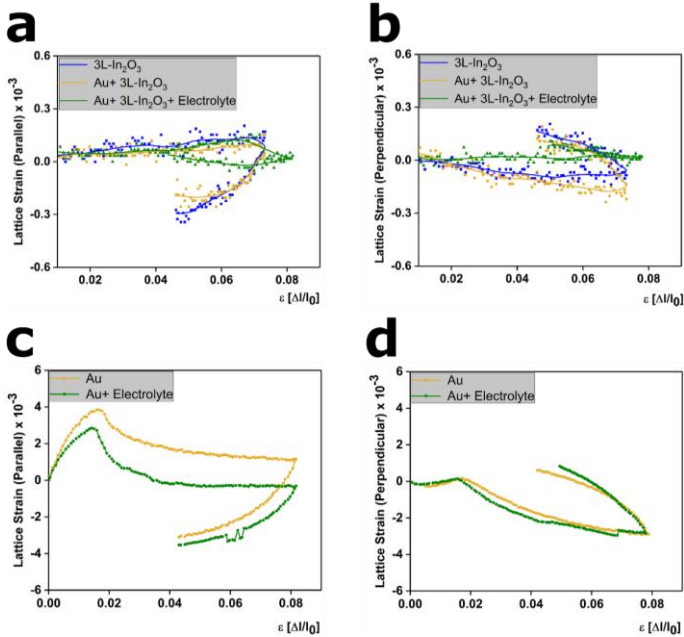 a
Lattice Strain (Parallel) x 10⁻³
3L-In₂O₃
Au+ 3L-In₂O₃
Au+ 3L-In₂O₃+ Electrolyte
0.6
0.3
0.0
-0.3
-0.6
0.02 0.04 0.06 0.08
ε [Δl/l₀]
b
Lattice Strain (Perpendicular) x 10⁻³
3L-In₂O₃
Au+ 3L-In₂O₃
Au+ 3L-In₂O₃+ Electrolyte
0.6
0.3
0.0
-0.3
-0.6
0.02 0.04 0.06 0.08
ε [Δl/l₀]
c
Lattice Strain (Parallel) x 10⁻³
Au
Au+ Electrolyte
6
4
2
0
-2
-4
-6
0.00 0.02 0.04 0.06 0.08
ε [Δl/l₀]
d
Lattice Strain (Perpendicular) x 10⁻³
Au
Au+ Electrolyte
6
4
2
0
-2
-4
-6
0.00 0.02 0.04 0.06 0.08
ε [Δl/l₀]